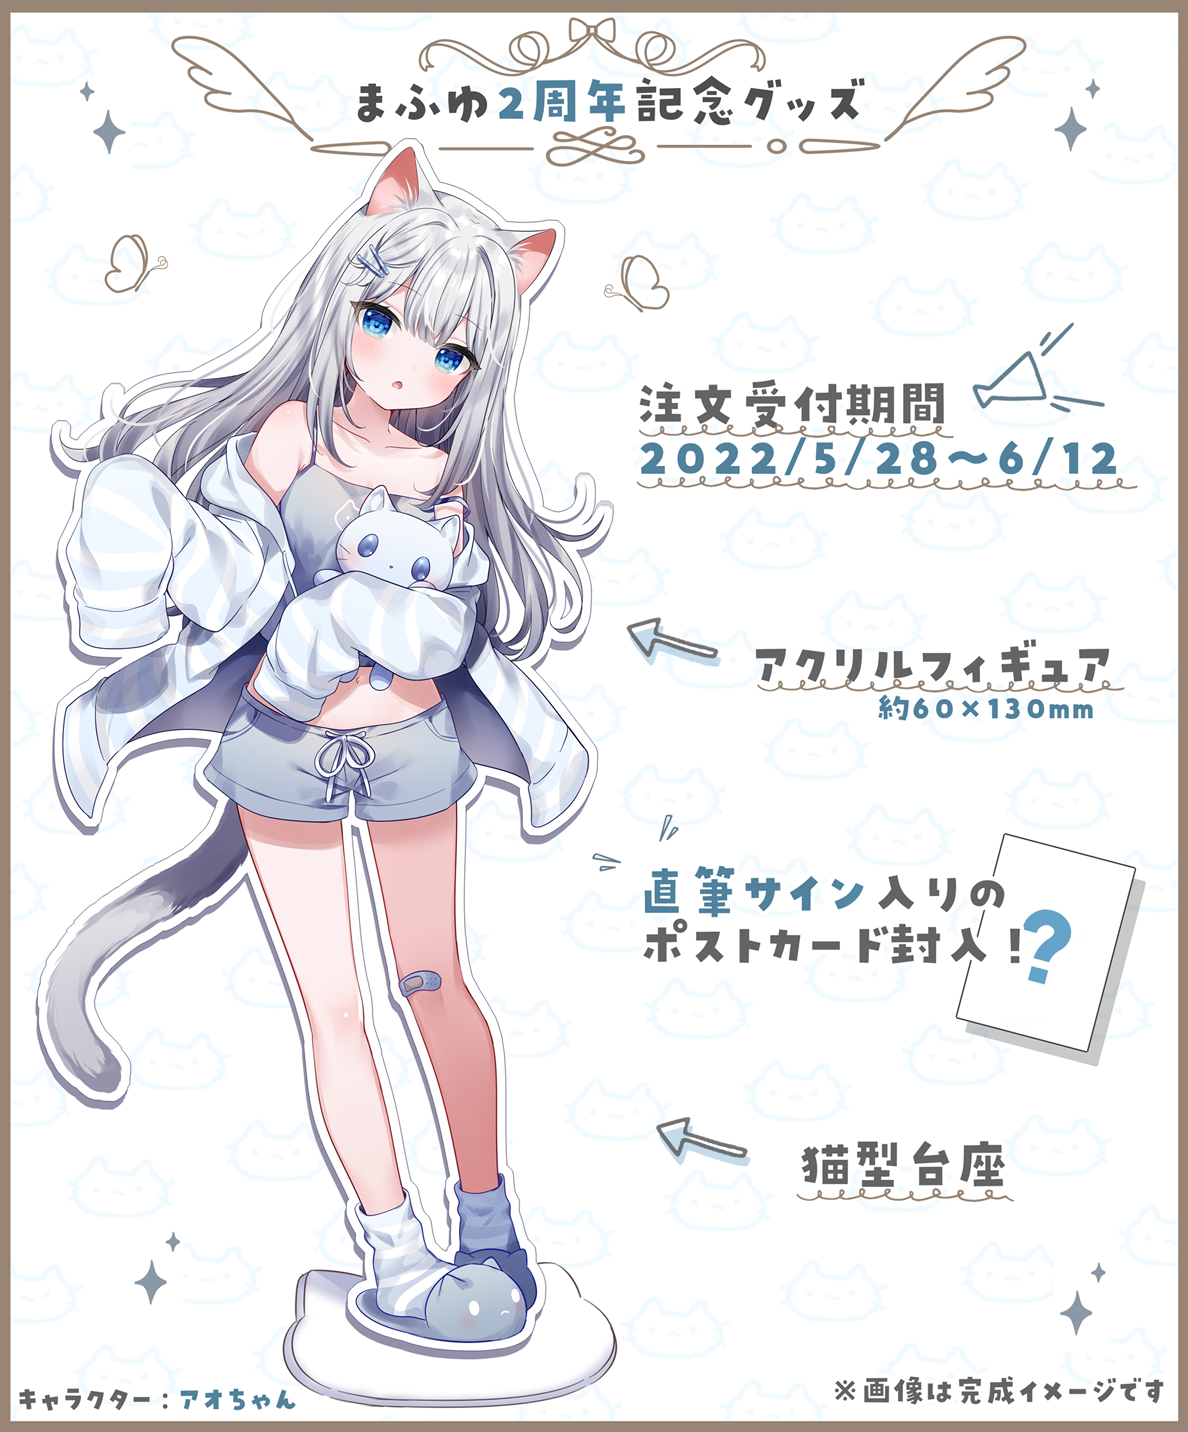 まふゆ2周年記念グッズ
注文受付期間
2022/5/28～6/12
アクリルフィギュア
約60×130mm
直筆サイン入りの
ポストカード封入！
?
猫型台座
キャラクター：アオちゃん
※画像は完成イメージです